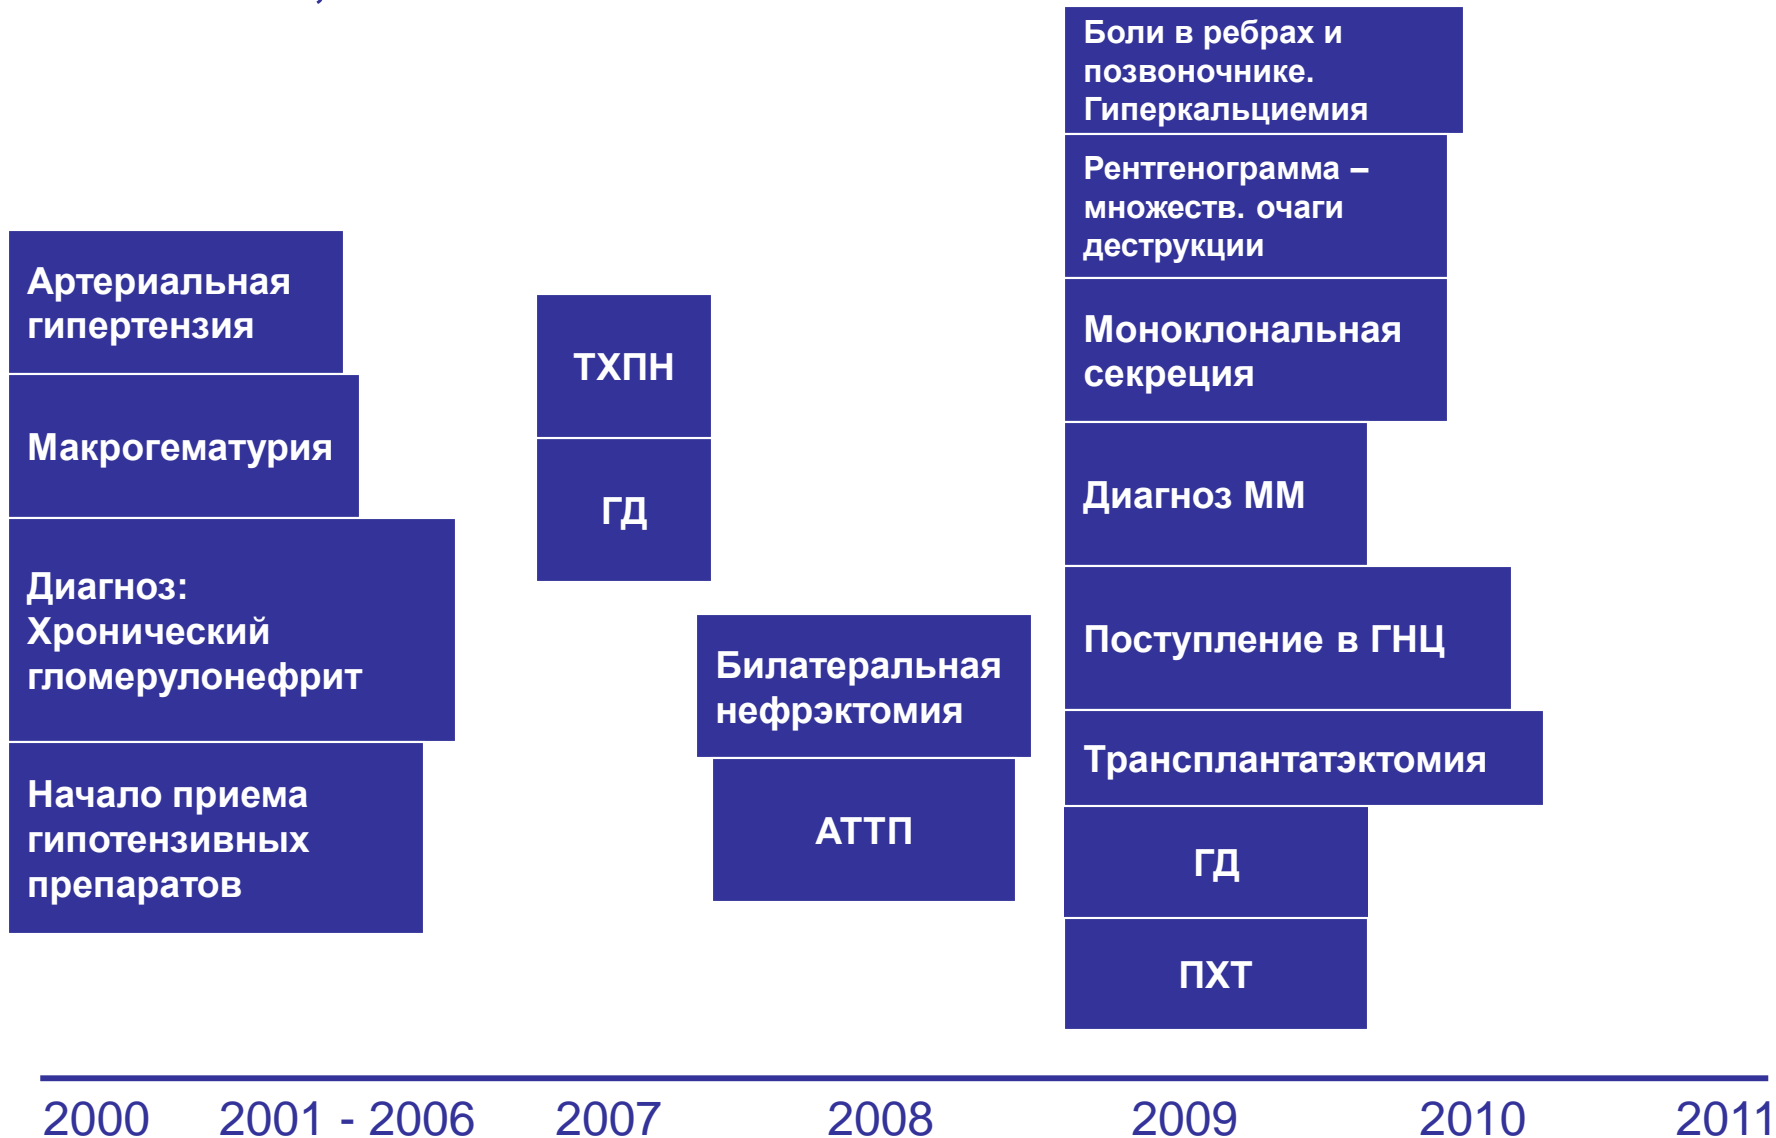 Артериальная
гипертензия
Макрогематурия
Диагноз:
Хронический
гломерулонефрит
Начало приема
гипотензивных
препаратов
ТХПН
ГД
Билатеральная
нефрэктомия
АТТП
Боли в ребрах и
позвоночнике.
Гиперкальциемия
Рентгенограмма –
множеств. очаги
деструкции
Моноклональная
секреция
Диагноз ММ
Поступление в ГНЦ
Трансплантатэктомия
ГД
ПХТ
2000 2001 - 2006 2007 2008 2009 2010 2011